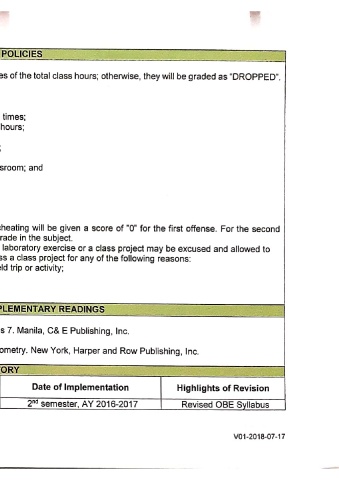 POLICIES
es of the total class hours; otherwise, they will be graded as "DROPPED".
times;
hours;
;
sroom; and
cheating will be given a score of "0" for the first offense. For the second
rade in the subject.
laboratory exercise or a class project may be excused and allowed to
ss a class project for any of the following reasons:
ld trip or activity;
PLEMENTARY READINGS
s 7. Manila, C& E Publishing, Inc.
ometry. New York, Harper and Row Publishing, Inc.
ORY
Date of Implementation Highlights of Revision
2nd semester, AY 2016-2017 Revised OBE Syllabus
V01-2018-07-17